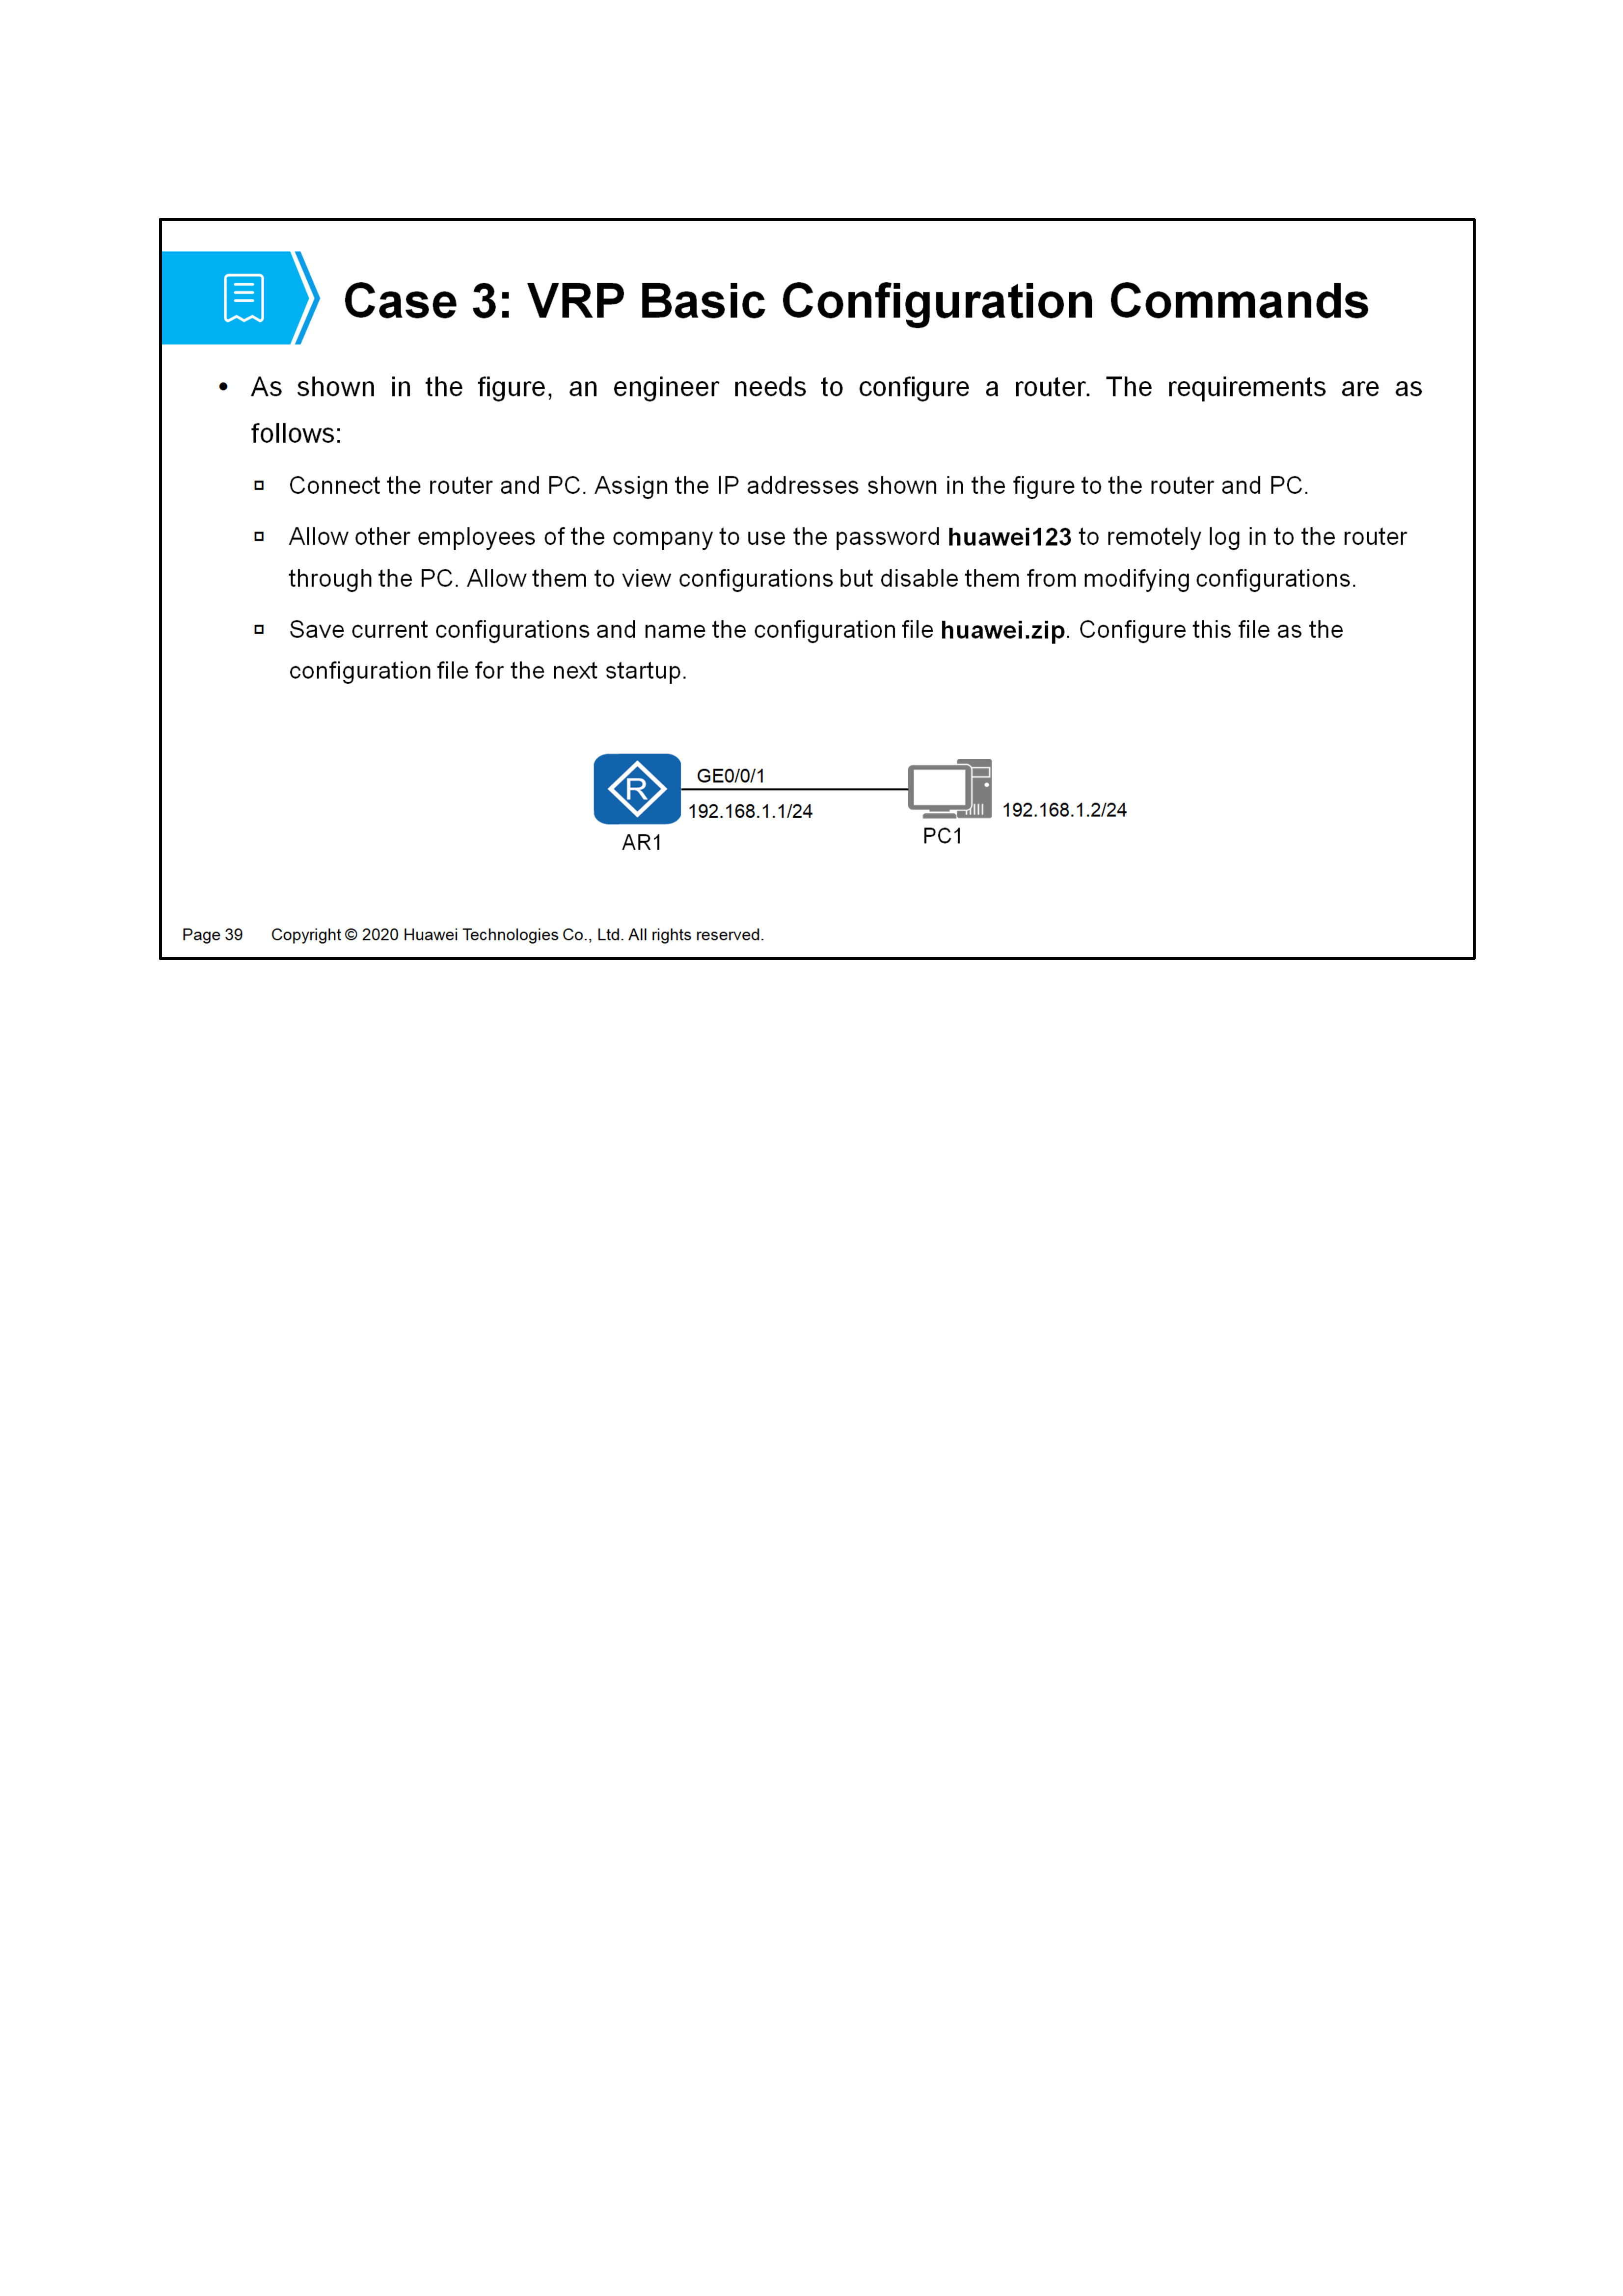 Case 3: VRP Basic Configuration Commands
• As shown in the figure, an engineer needs to configure a router. The requirements are as
follows:
▫ Connect the router and PC. Assign the IP addresses shown in the figure to the router and PC.
▫ Allow other employees of the company to use the password huawei123 to remotely log in to the router
through the PC. Allow them to view configurations but disable them from modifying configurations.
▫ Save current configurations and name the configuration file huawei.zip. Configure this file as the
configuration file for the next startup.
R
GE0/0/1
192.168.1.1/24
192.168.1.2/24
AR1
PC1
Page 39 Copyright © 2020 Huawei Technologies Co., Ltd. All rights reserved.